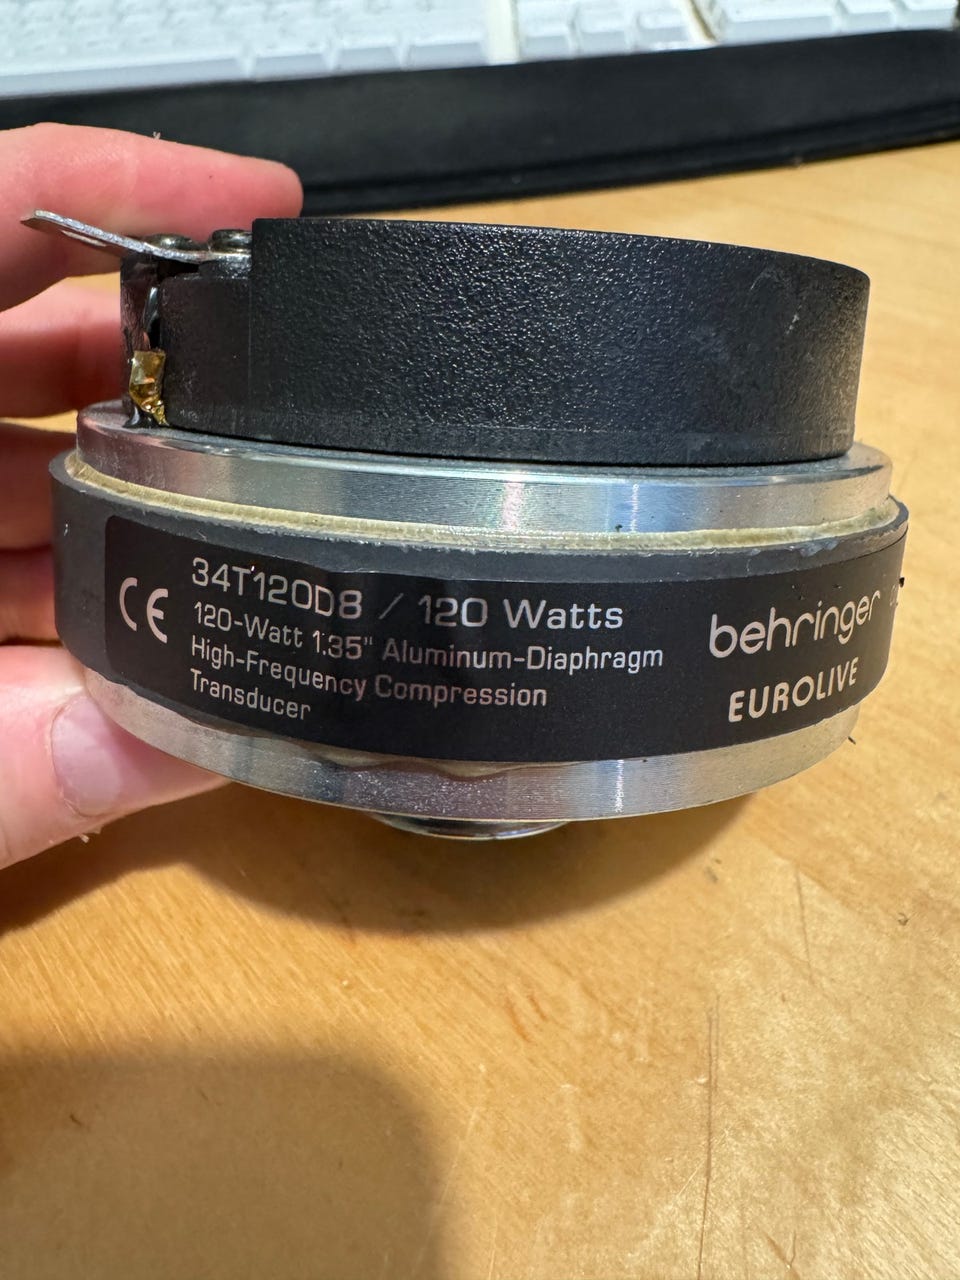 CE
34T120D8 / 120 Watts
120-Watt 1.35" Aluminum-Diaphragm
High-Frequency Compression
Transducer
behringer
EUROLIVE